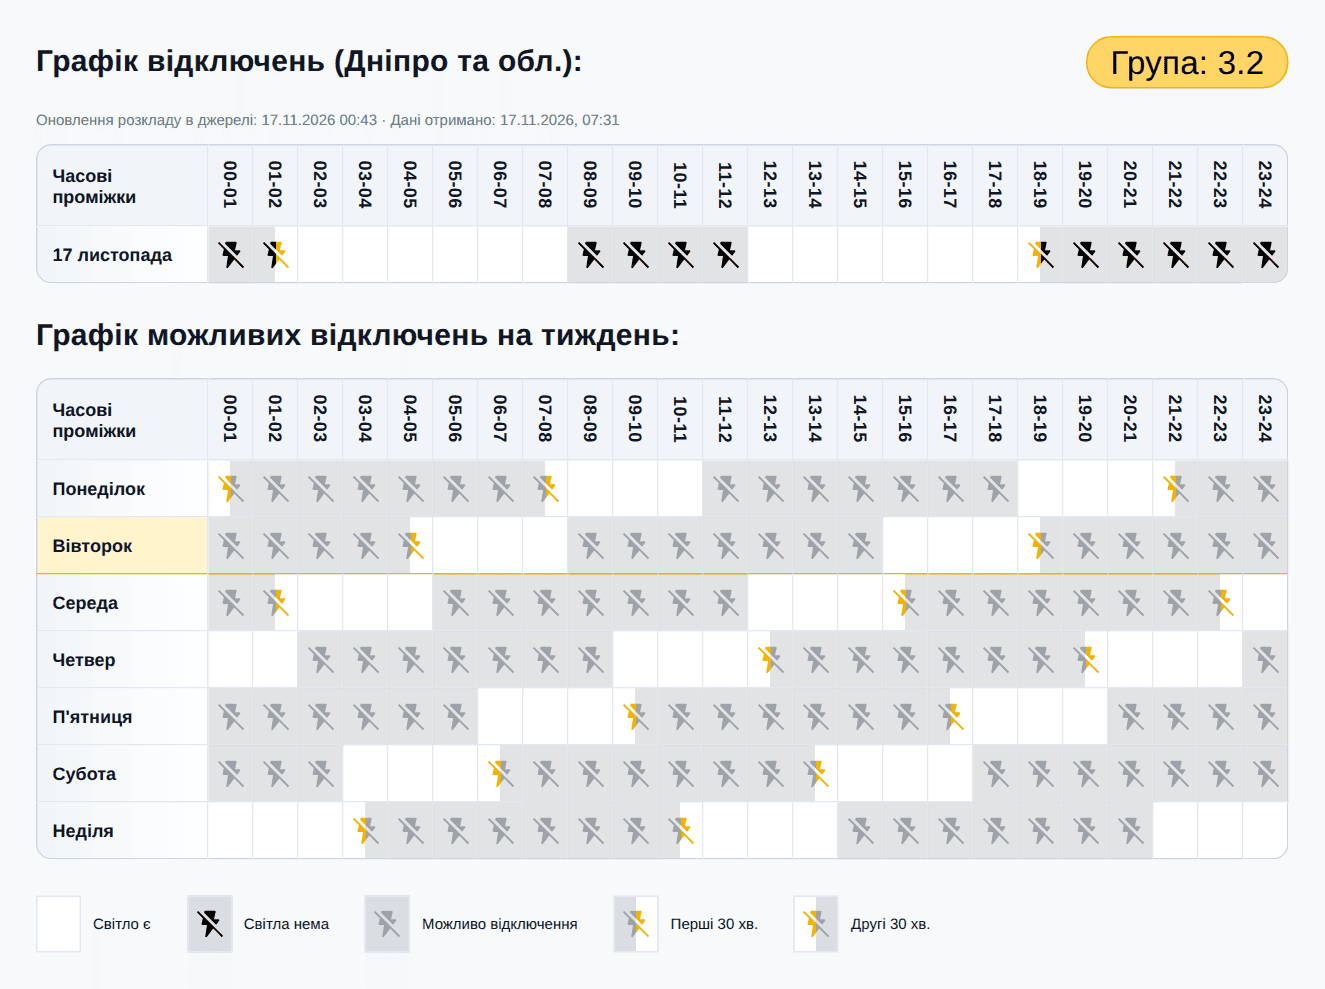 Графік відключень (Дніпро та обл.):
Група: 3.2
Оновлення розкладу в джерелі: 17.11.2026 00:43 · Дані отримано: 17.11.2026, 07:31
Часові
проміжки
00-01 01-02 02-03 03-04 04-05 05-06 06-07 07-08 08-09 09-10 10-11 11-12 12-13 13-14 14-15 15-16 16-17 17-18 18-19 19-20 20-21 21-22 22-23 23-24
17 листопада
Графік можливих відключень на тиждень:
Часові
проміжки
00-01 01-02 02-03 03-04 04-05 05-06 06-07 07-08 08-09 09-10 10-11 11-12 12-13 13-14 14-15 15-16 16-17 17-18 18-19 19-20 20-21 21-22 22-23 23-24
Понеділок
Вівторок
Середа
Четвер
П'ятниця
Субота
Неділя
Світло є
Світла нема
Можливо відключення
Перші 30 хв.
Другі 30 хв.